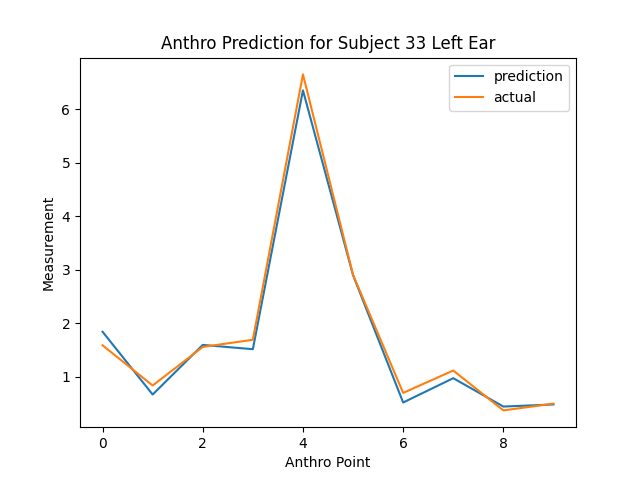 Anthro Prediction for Subject 33 Left Ear
prediction
actual
6
5
4
3
2
1
Measurement
0 2 4 6 8
Anthro Point